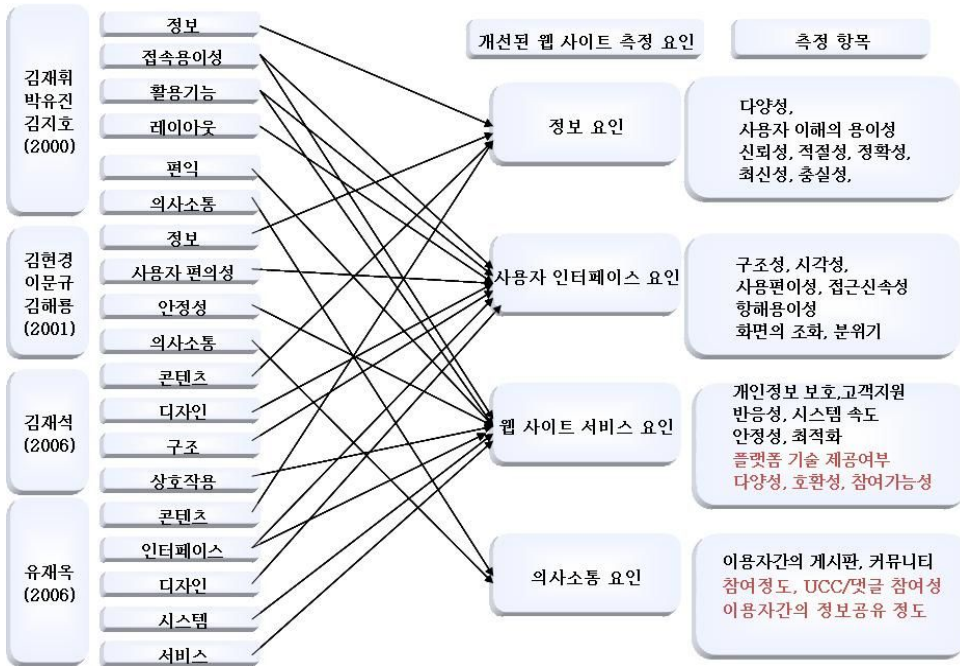 김재휘
박유진
김지호
(2000)
정보
접속용이성
활용기능
레이아웃
편익
의사소통
김현경
이문규
김해룡
(2001)
정보
사용자 편의성
안정성
의사소통
김재석
(2006)
콘텐츠
디자인
구조
상호작용
유재옥
(2006)
콘텐츠
인터페이스
디자인
시스템
서비스
개선된 웹 사이트 측정 요인
정보 요인
사용자 인터페이스 요인
웹 사이트 서비스 요인
의사소통 요인
측정 항목
다양성,
사용자 이해의 용이성
신뢰성, 적절성, 정확성,
최신성, 충실성,
구조성, 시각성,
사용편이성, 접근신속성
항해용이성
화면의 조화, 분위기
개인정보 보호,고객지원
반응성, 시스템 속도
안정성, 최적화
플랫폼 기술 제공여부
다양성, 호환성, 참여가능성
이용자간의 게시판, 커뮤니티
참여정도, UCC/댓글 참여성
이용자간의 정보공유 정도